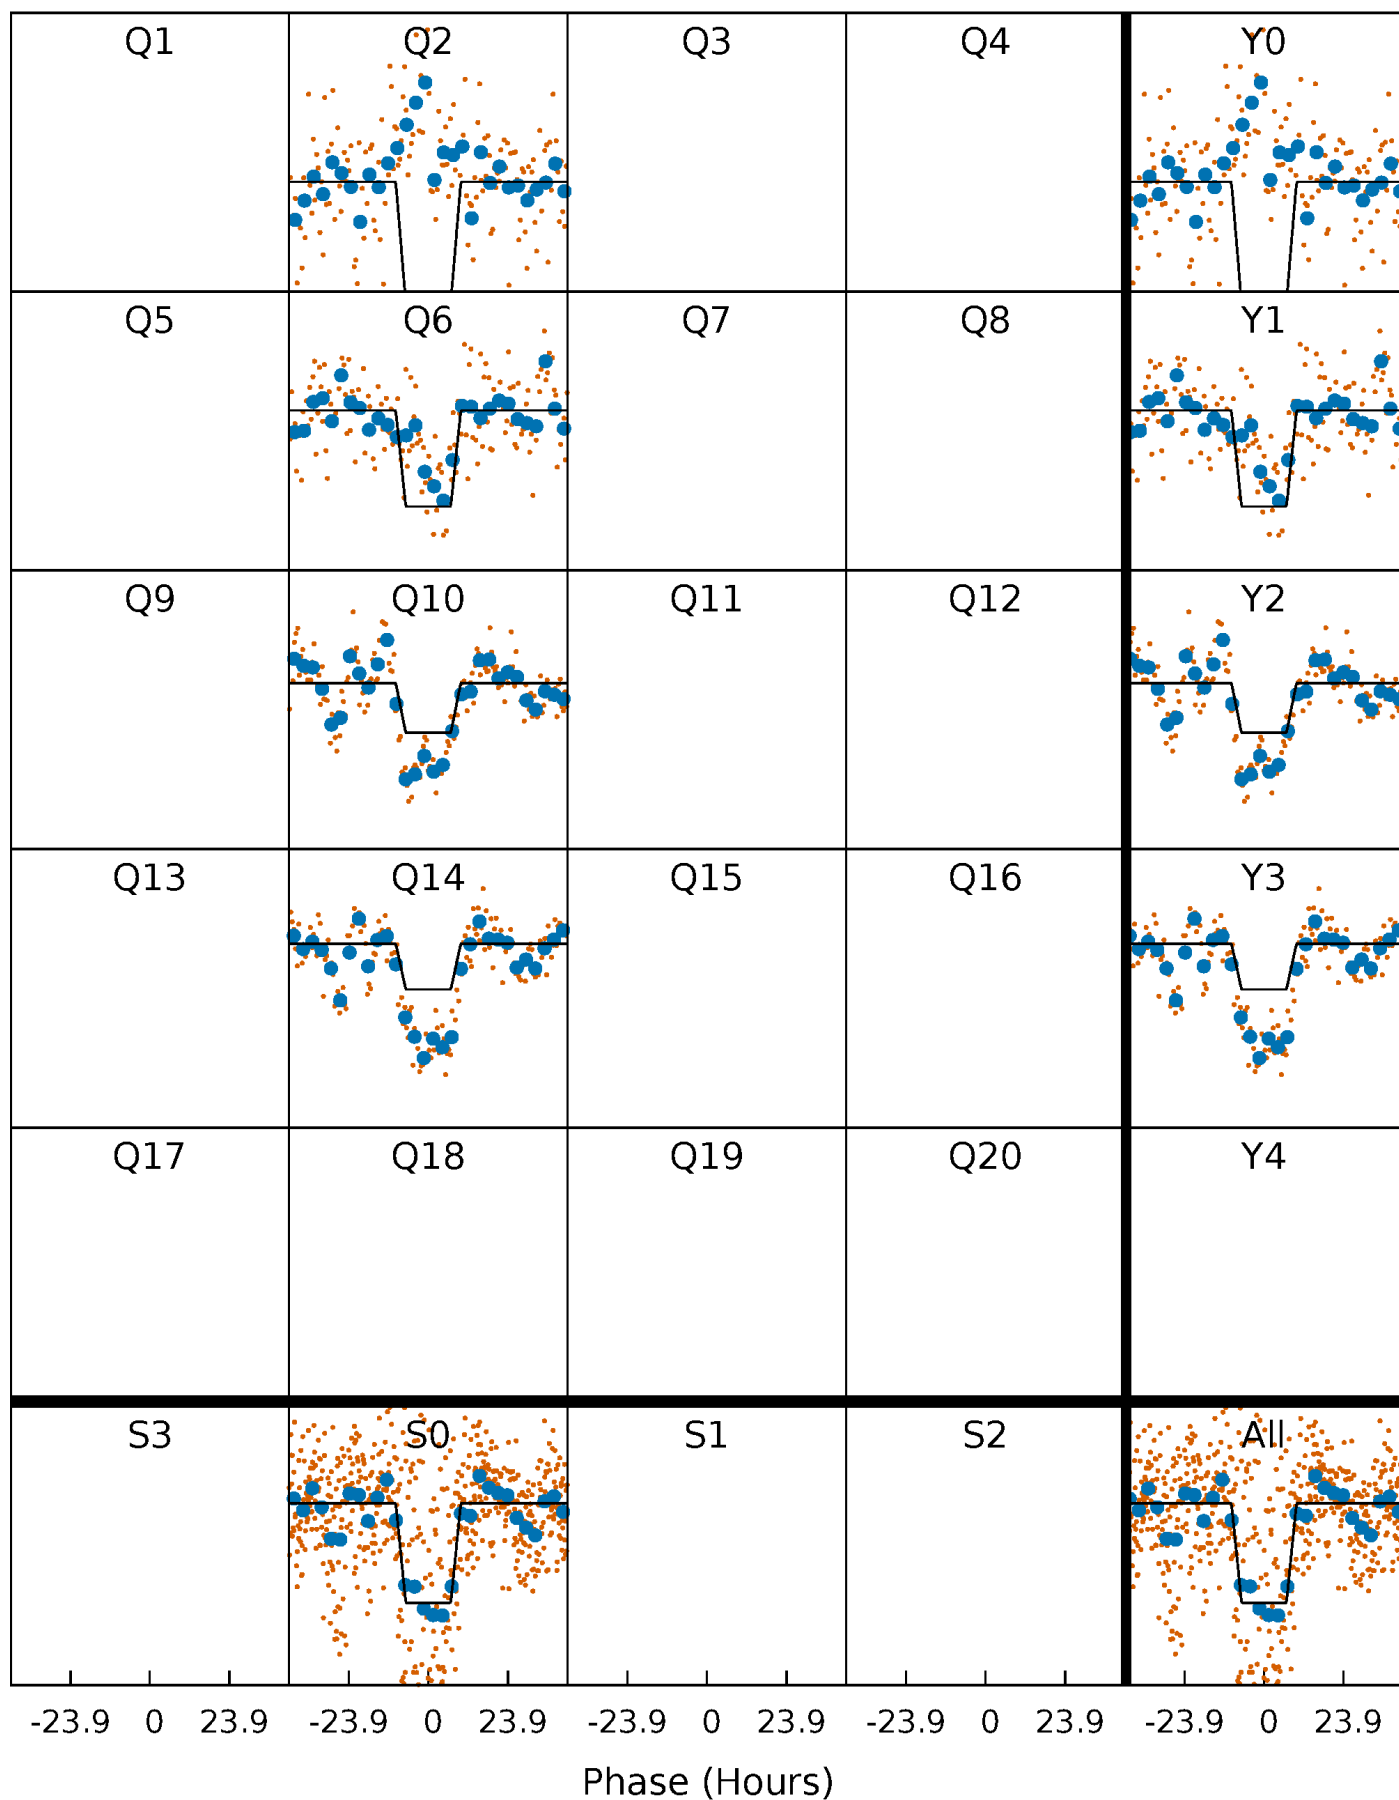 Q1 Q2 Q3 Q4 Y0
Q5 Q6 Q7 Q8 Y1
Q9 Q10 Q11 Q12 Y2
Q13 Q14 Q15 Q16 Y3
Q17 Q18 Q19 Q20 Y4
S3 S0 S1 S2 All
-23.9 0 23.9 -23.9 0 23.9 -23.9 0 23.9 -23.9 0 23.9 -23.9 0 23.9
Phase (Hours)